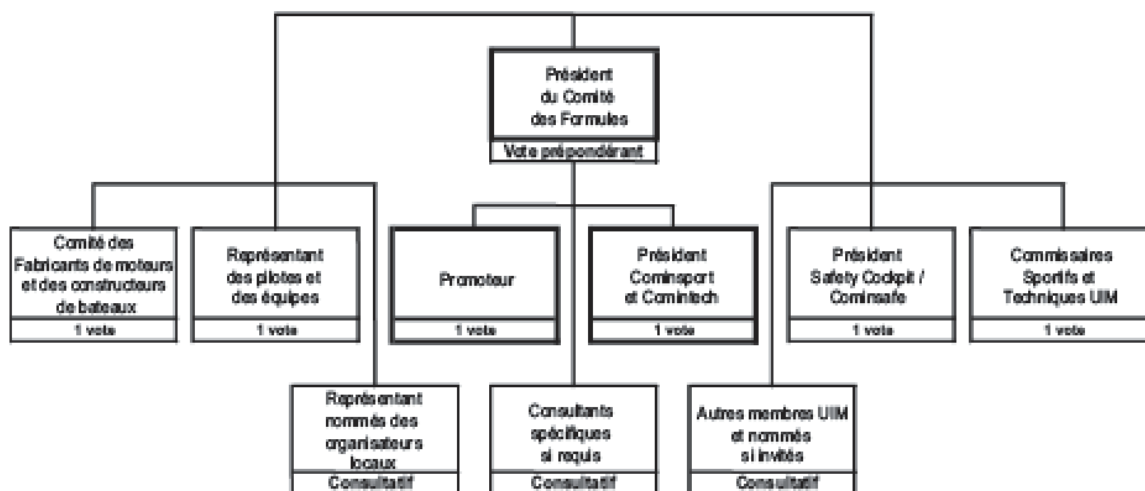 Président
du Comité
des Formules
Vote prépondérant
Comité des
Fabricants de moteurs
et des constructeurs
de bateaux
1 vote
Représentant
des pilotes et
des équipes
1 vote
Promoteur
1 vote
Président
Cominsport
et Comintech
1 vote
Président
Safety Cockpit /
Cominsafe
1 vote
Commissaires
Sportifs et
Techniques UIM
1 vote
Représentant
nommés des
organisateurs
locaux
Consultatif
Consultants
spécifiques
si requis
Consultatif
Autres membres UIM
et nommés
si invités
Consultatif